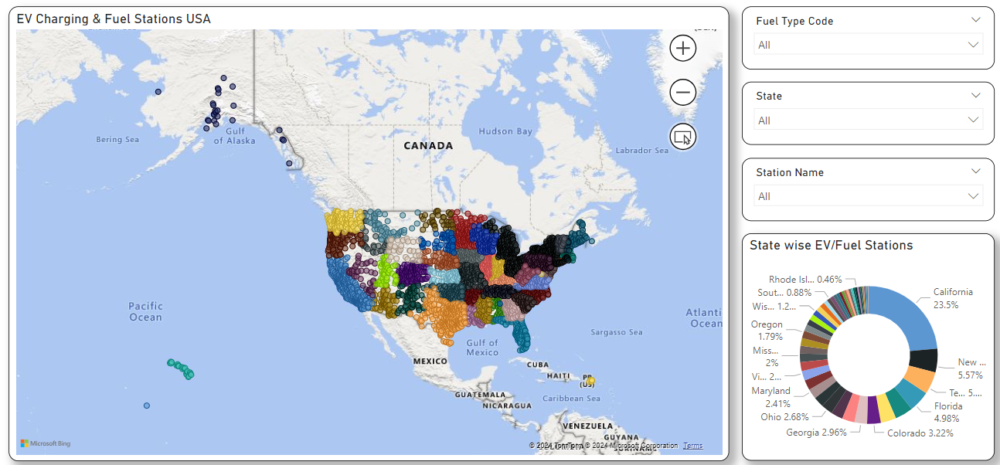 EV Charging & Fuel Stations USA
Bering Sea
Gulf
of Alaska
CANADA
Hudson Bay
Labrador Sea
Pacific
Ocean
Atlanti
Ocean
Sargasso Sea
Gulf of
Mexico
MEXICO
CUBA
HAITI
PR
(US)
GUATEMALA
NICARAGUA
Caribbean Sea
VENEZUELA
GUYANA
SURINAME
Microsoft Bing
© 2024 TomTom, © 2024 Microsoft Corporation Terms
Fuel Type Code
All
State
All
Station Name
All
State wise EV/Fuel Stations
Rhode Isl... 0.46%
Sout... 0.88%
Wis... 1.2...
Oregon
1.79%
Miss...
2%
Vi... 2...
Maryland
2.41%
Ohio 2.68%
Georgia 2.96%
California
23.5%
New ...
5.57%
Te... 5....
Florida
4.98%
Colorado 3.22%